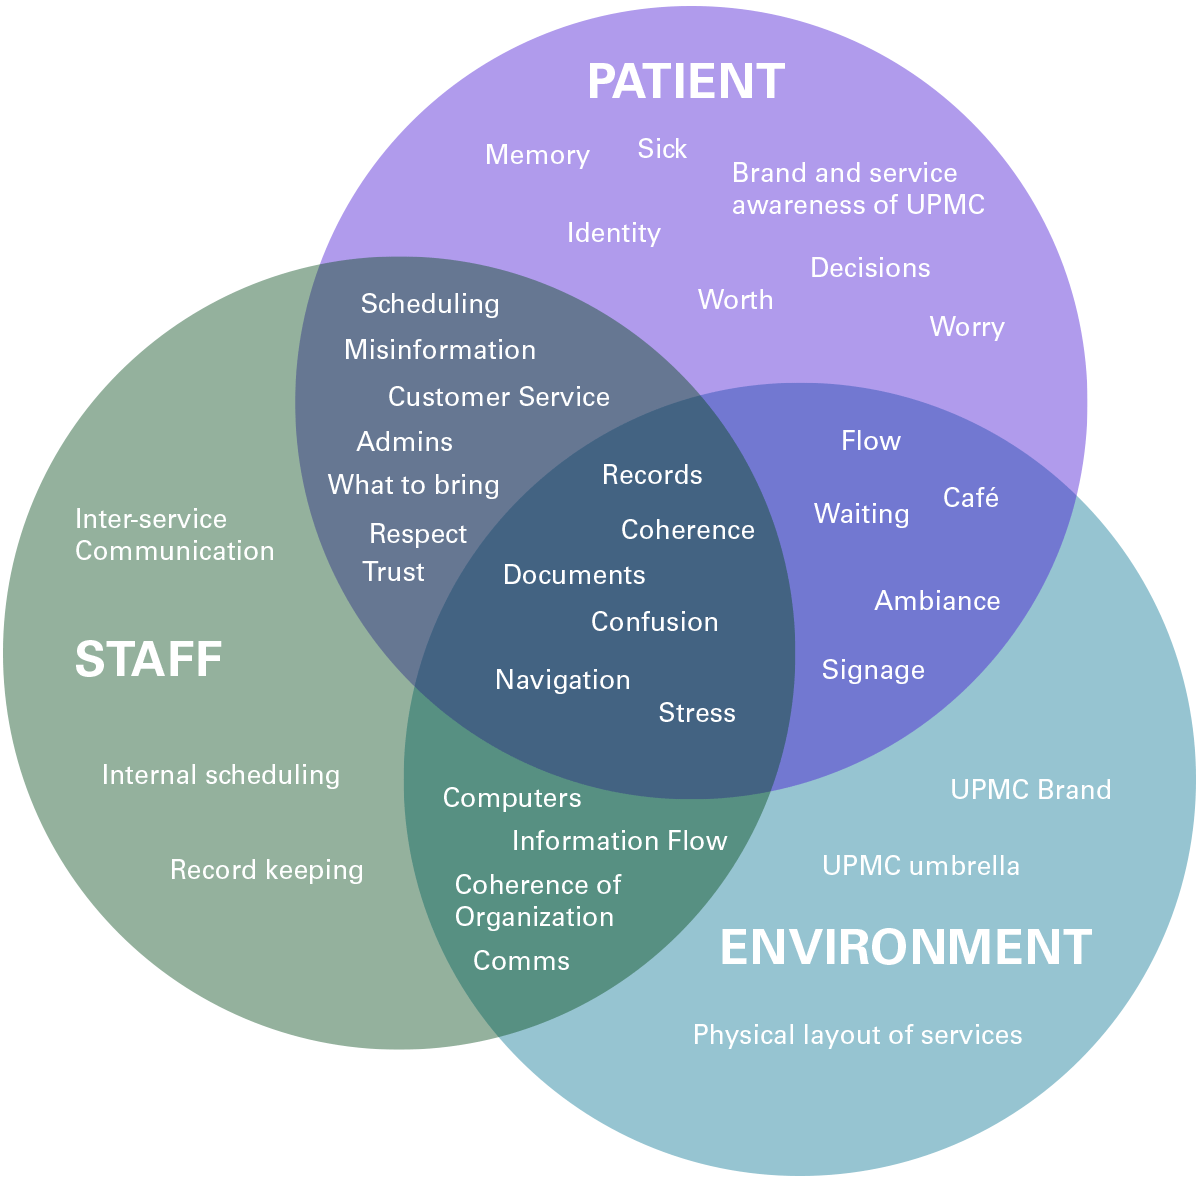 PATIENT
Memory
Sick
Brand and service
awareness of UPMC
Identity
Decisions
Worth
Worry
Scheduling
Misinformation
Customer Service
Admins
What to bring
Respect
Trust
Flow
Café
Waiting
Ambiance
Signage
Records
Coherence
Documents
Confusion
Navigation
Stress
Inter-service
Communication
STAFF
Internal scheduling
Record keeping
Computers
Information Flow
Coherence of
Organization
Comms
UPMC Brand
UPMC umbrella
ENVIRONMENT
Physical layout of services